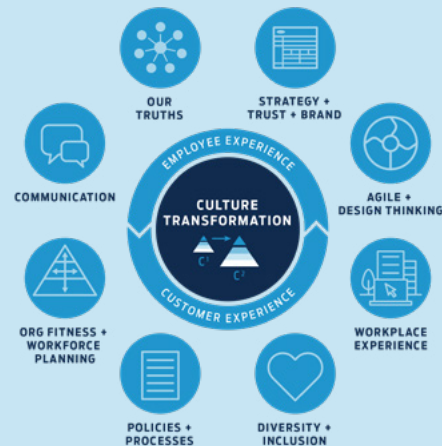 OUR
TRUTHS
STRATEGY +
TRUST + BRAND
COMMUNICATION
EMPLOYEE EXPERIENCE
CULTURE
TRANSFORMATION
C¹
C²
CUSTOMER EXPERIENCE
AGILE +
DESIGN THINKING
ORG FITNESS +
WORKFORCE
PLANNING
WORKPLACE
EXPERIENCE
POLICIES +
PROCESSES
DIVERSITY +
INCLUSION